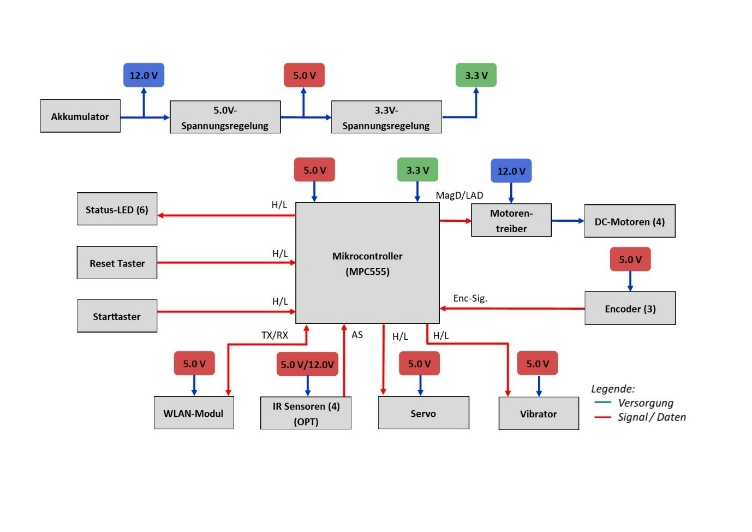 12.0 V
5.0 V
3.3 V
Akkumulator
5.0V-
Spannungsregelung
3.3V-
Spannungsregelung
5.0 V
3.3 V
12.0 V
MagD/LAD
Status-LED (6)
H/L
Motoren-
treiber
DC-Motoren (4)
Reset Taster
H/L
Mikrocontroller
(MPC555)
5.0 V
Starttaster
H/L
Enc-Sig.
Encoder (3)
TX/RX
AS
H/L
H/L
5.0 V
5.0 V/12.0V
5.0 V
5.0 V
WLAN-Modul
IR Sensoren (4)
(OPT)
Servo
Vibrator
Legende:
Versorgung
Signal / Daten